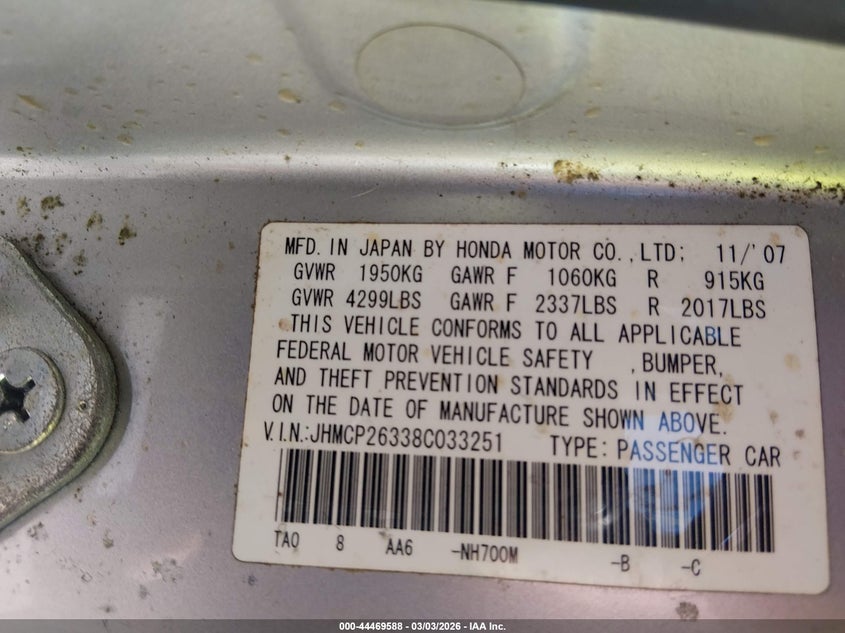 MFD. IN JAPAN BY HONDA MOTOR CO., LTD; 11/'07
GVWR 1950KG GAWR F 1060KG R 915KG
GVWR 4299LBS GAWR F 2337LBS R 2017LBS
THIS VEHICLE CONFORMS TO ALL APPLICABLE
FEDERAL MOTOR VEHICLE SAFETY , BUMPER,
AND THEFT PREVENTION STANDARDS IN EFFECT
ON THE DATE OF MANUFACTURE SHOWN ABOVE.
V.I.N.:JHMCP26338C033251 TYPE: PASSENGER CAR
TA0 8 AA6 -NH700M -B -C
000-44469588 - 03/03/2026 - IAA Inc.